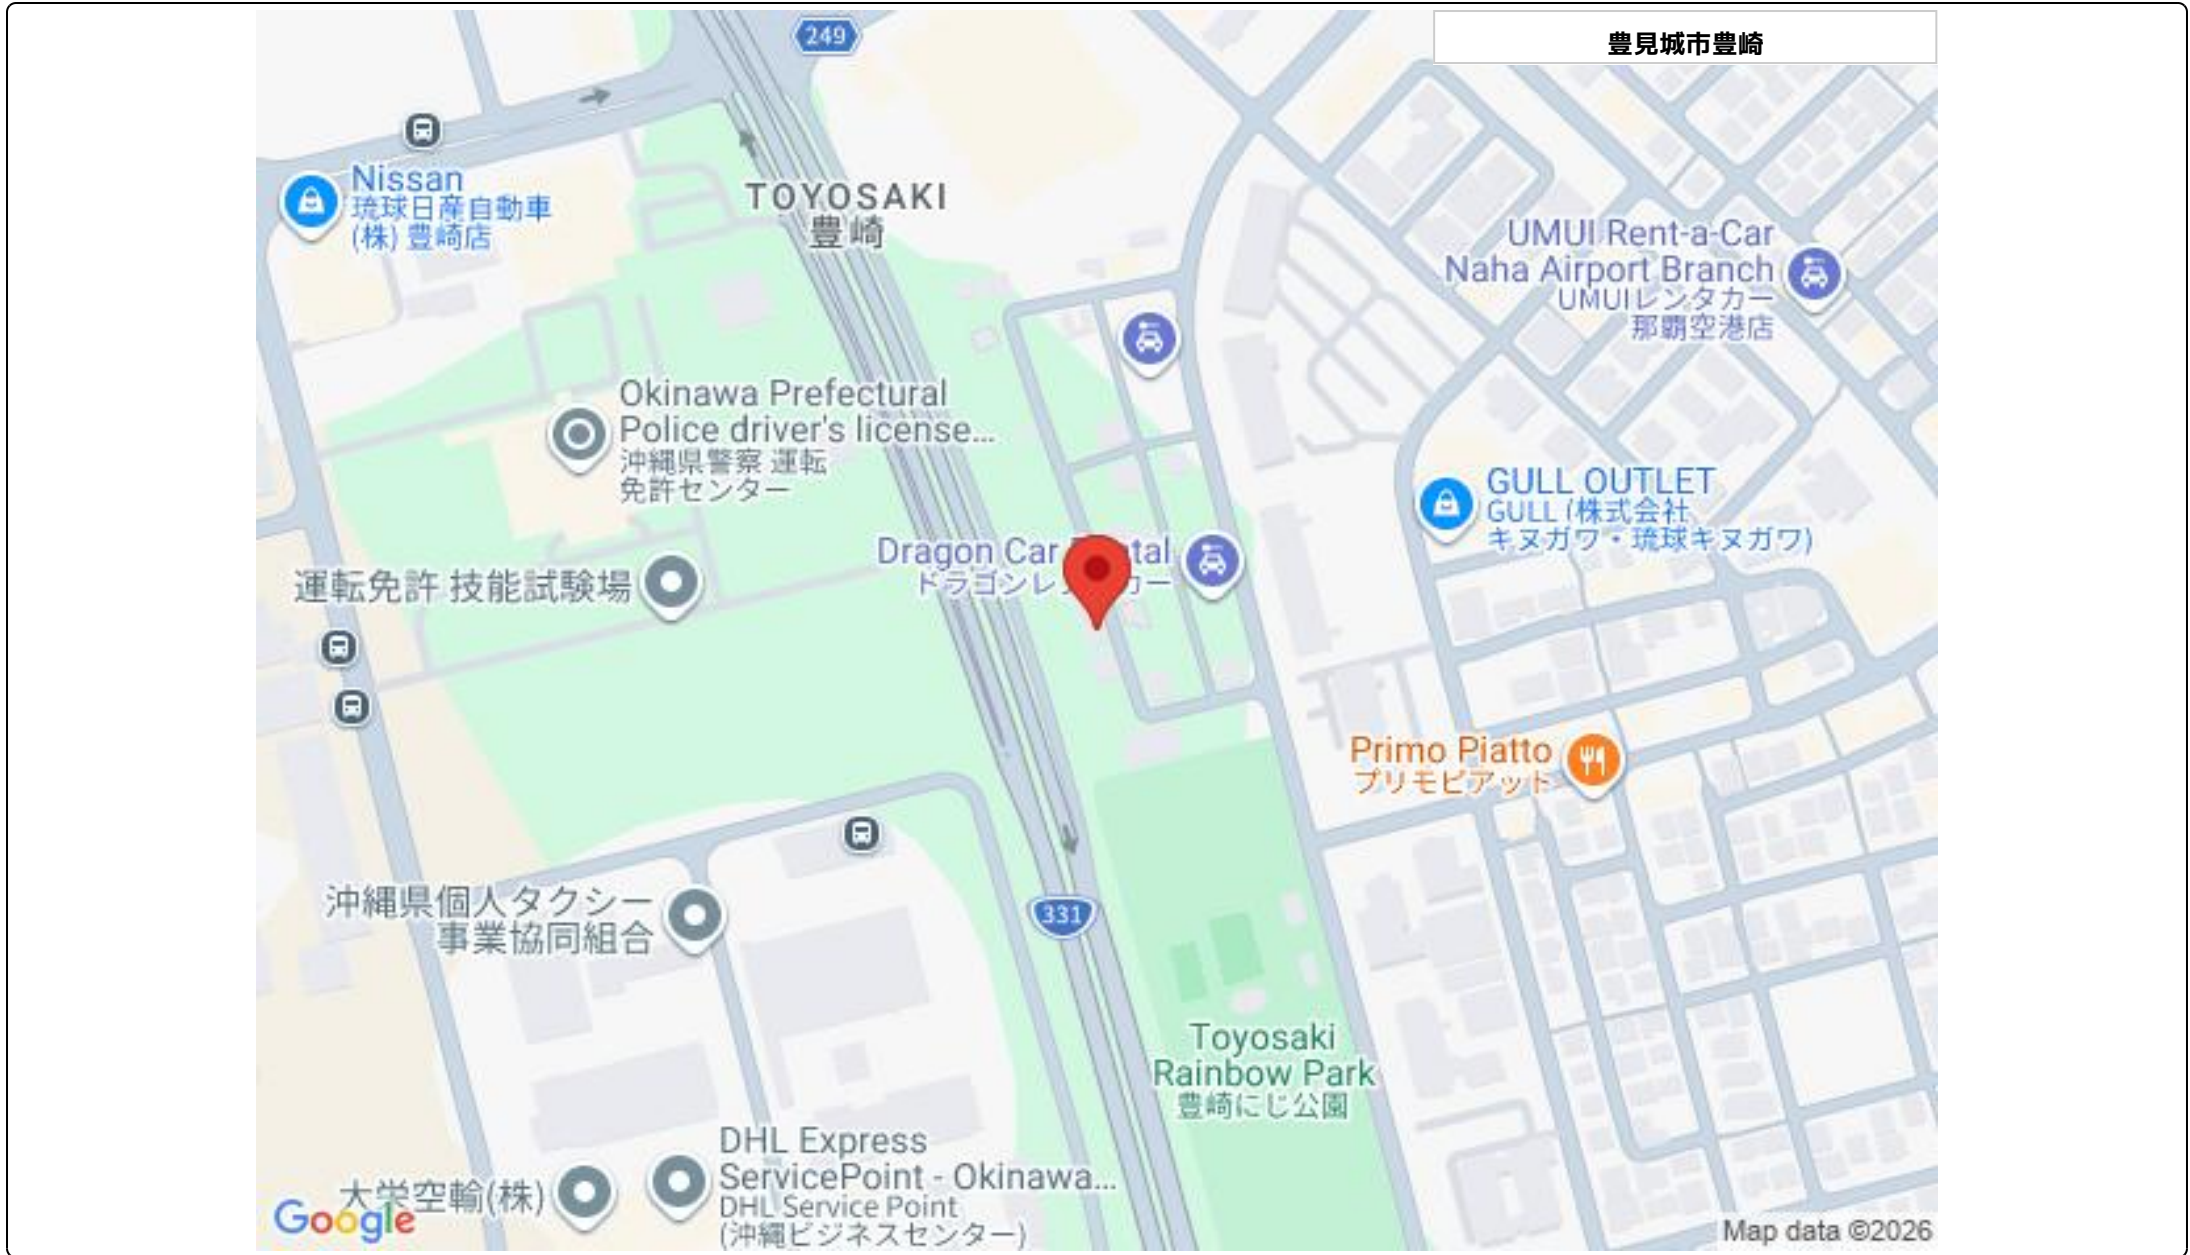 249
豊見城市豊崎
Nissan
琉球日産自動車
(株) 豊崎店
TOYOSAKI
豊崎
UMUI Rent-a-Car
Naha Airport Branch
UMUIレンタカー
那覇空港店
Okinawa Prefectural
Police driver's license...
沖縄県警察 運転
免許センター
GULL OUTLET
GULL (株式会社
キヌガワ・琉球キヌガワ)
Dragon Car
tal
ドラゴンレ
カー
運転免許 技能試験場
Primo Piatto
プリモピアット
沖縄県個人タクシー
事業協同組合
331
Toyosaki
Rainbow Park
豊崎にじ公園
DHL Express
ServicePoint - Okinawa...
DHL Service Point
(沖縄ビジネスセンター)
大栄空輸(株)
Google
Map data ©2026